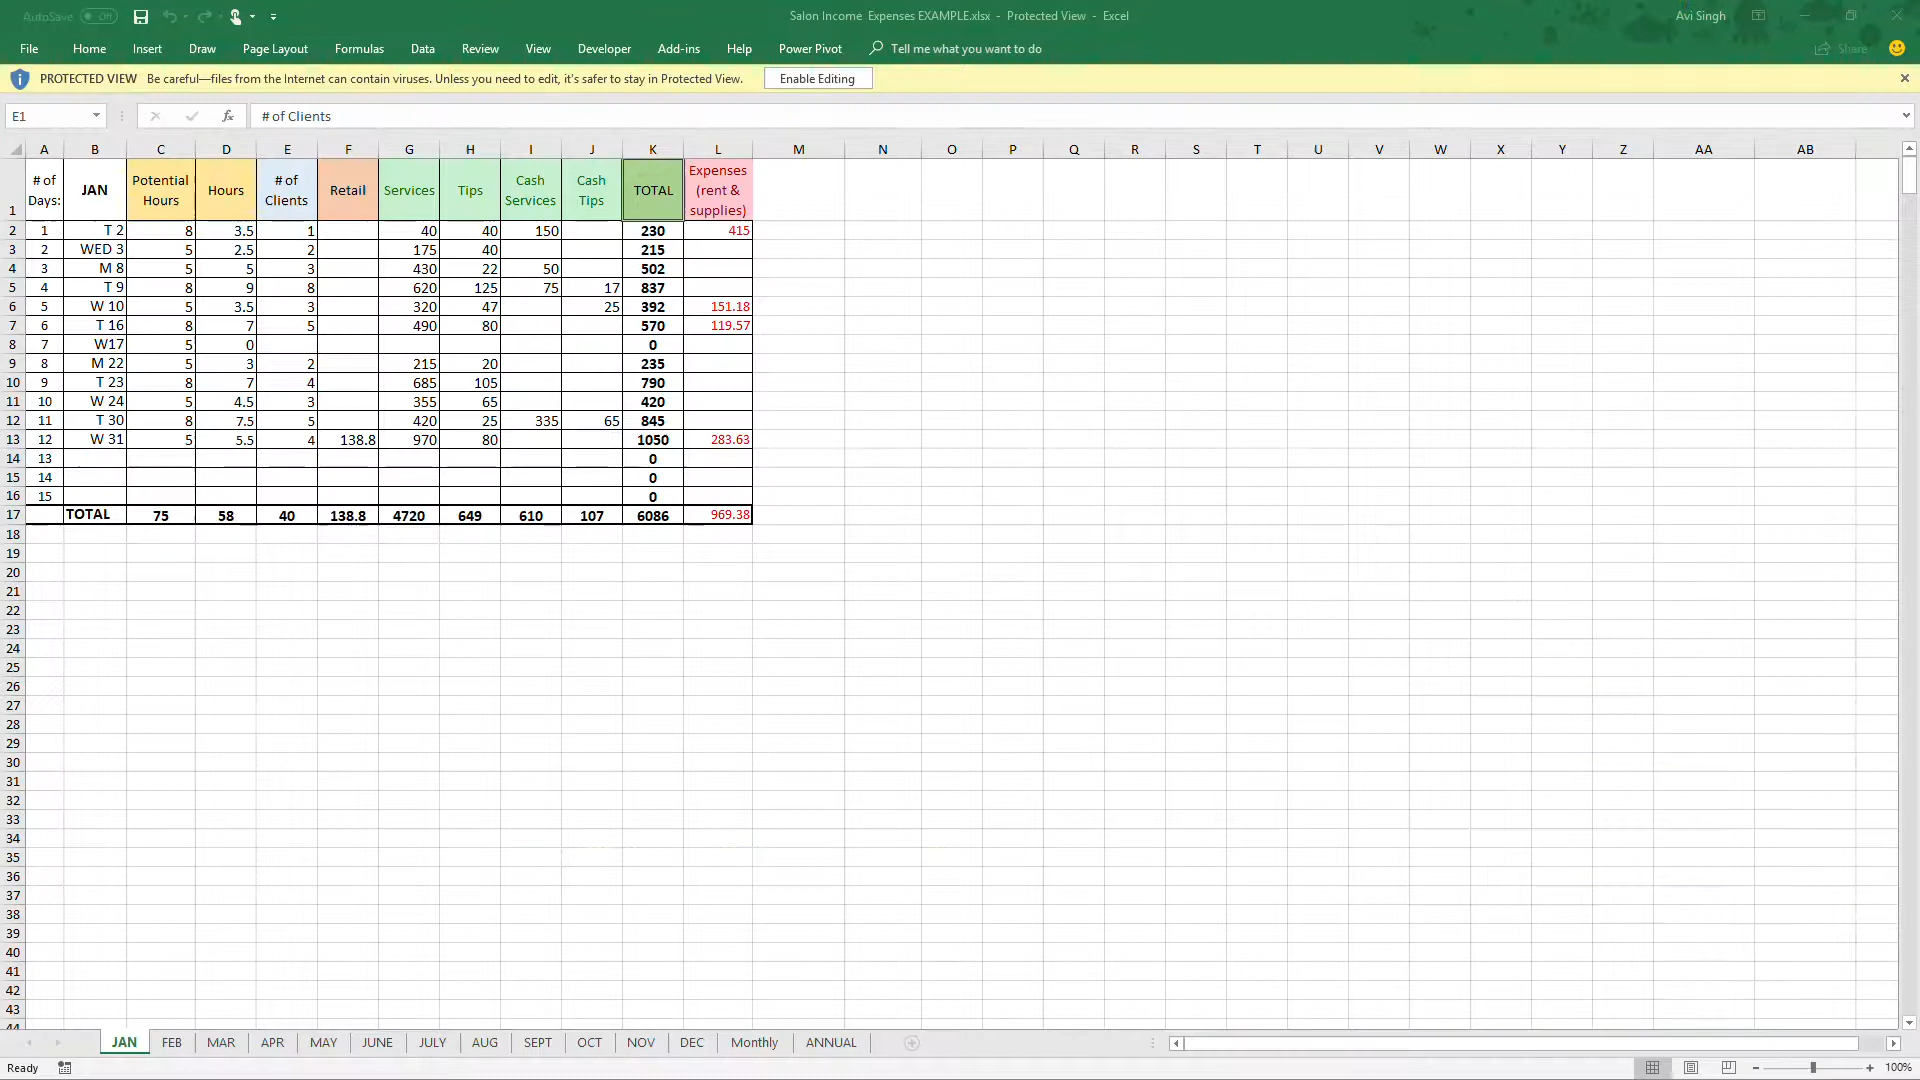 AutoSave Off
Salon Income Expenses EXAMPLE.xlsx - Protected View - Excel
Avi Singh
File Home Insert Draw Page Layout Formulas Data Review View Developer Add-ins Help Power Pivot Tell me what you want to do Share
PROTECTED VIEW Be careful—files from the Internet can contain viruses. Unless you need to edit, it's safer to stay in Protected View. Enable Editing
E1 fx # of Clients
A B C D E F G H I J K L M N O P Q R S T U V W X Y Z AA AB
1 # of Days: JAN Potential Hours Hours # of Clients Retail Services Tips Cash Services Cash Tips TOTAL Expenses (rent & supplies)
2 1 T 2 8 3.5 1 40 40 150 230 415
3 2 WED 3 5 2.5 2 175 40 215
4 3 M 8 5 5 3 430 22 50 502
5 4 T 9 8 9 8 620 125 75 17 837
6 5 W 10 5 3.5 3 320 47 25 392 151.18
7 6 T 16 8 7 5 490 80 570 119.57
8 7 W17 5 0 0
9 8 M 22 5 3 2 215 20 235
10 9 T 23 8 7 4 685 105 790
11 10 W 24 5 4.5 3 355 65 420
12 11 T 30 8 7.5 5 420 25 335 65 845
13 12 W 31 5 5.5 4 138.8 970 80 1050 283.63
14 13 0
15 14 0
16 15 0
17 TOTAL 75 58 40 138.8 4720 649 610 107 6086 969.38
18
19
20
21
22
23
24
25
26
27
28
29
30
31
32
33
34
35
36
37
38
39
40
41
42
43
44
JAN FEB MAR APR MAY JUNE JULY AUG SEPT OCT NOV DEC Monthly ANNUAL
Ready 100%